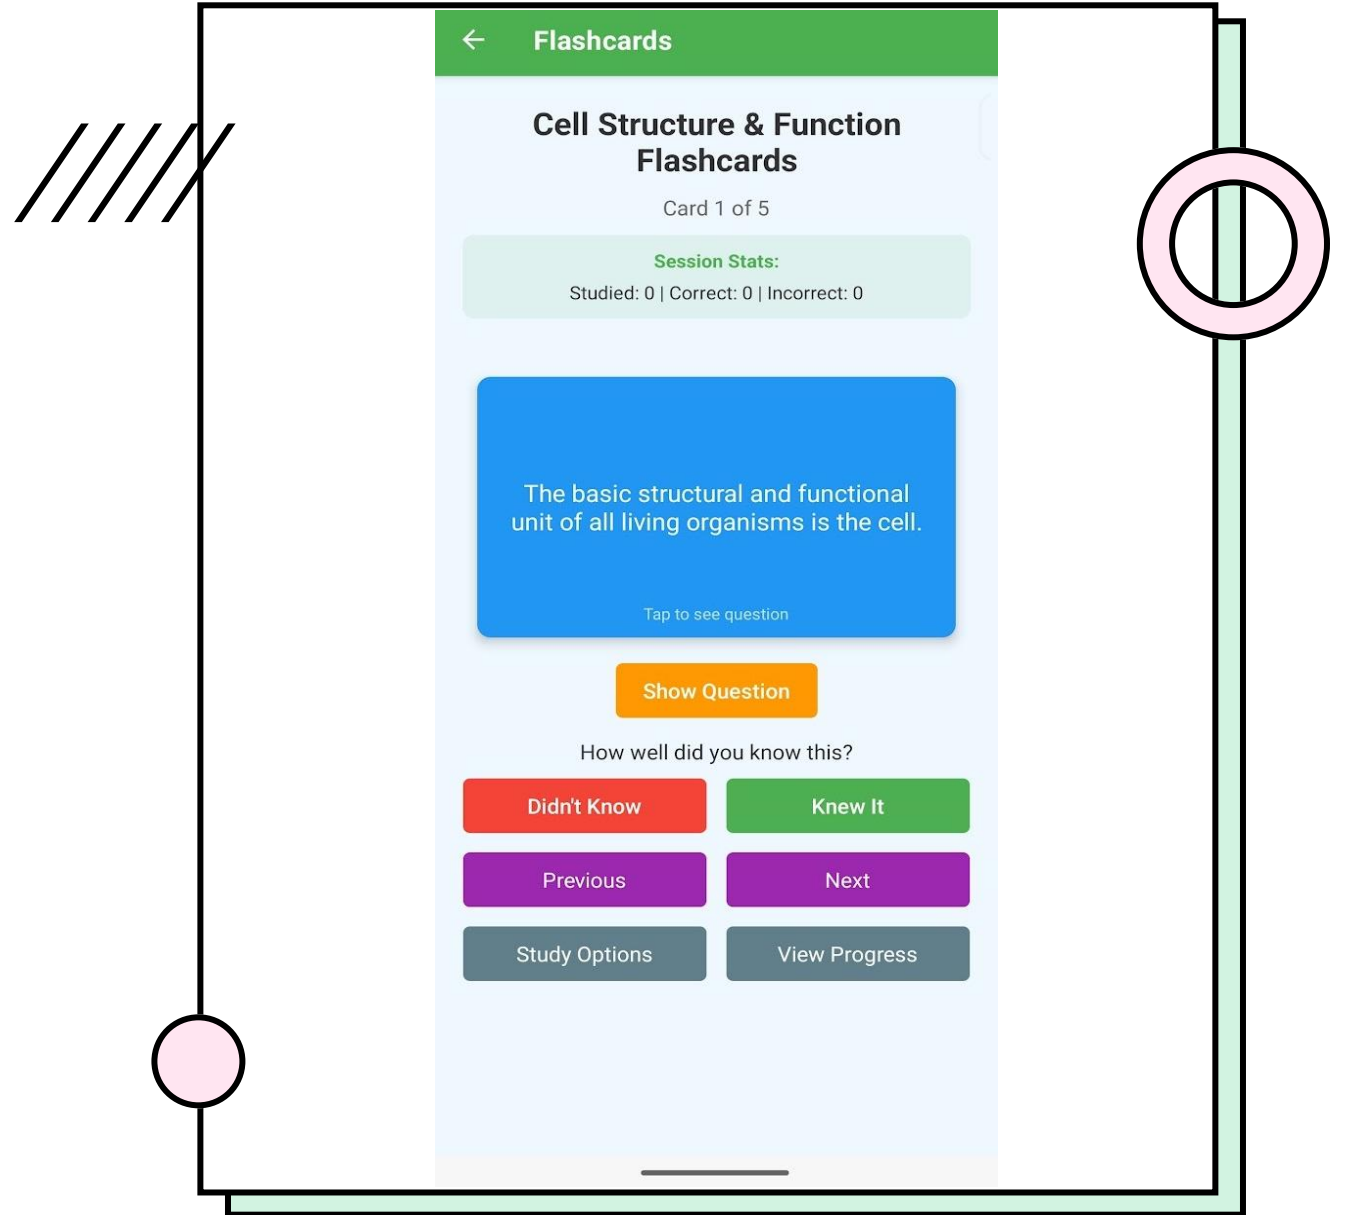 Flashcards
Cell Structure & Function
Flashcards
Card 1 of 5
Session Stats:
Studied: 0 | Correct: 0 | Incorrect: 0
The basic structural and functional
unit of all living organisms is the cell.
Tap to see question
Show Question
How well did you know this?
Didn't Know
Knew It
Previous
Next
Study Options
View Progress